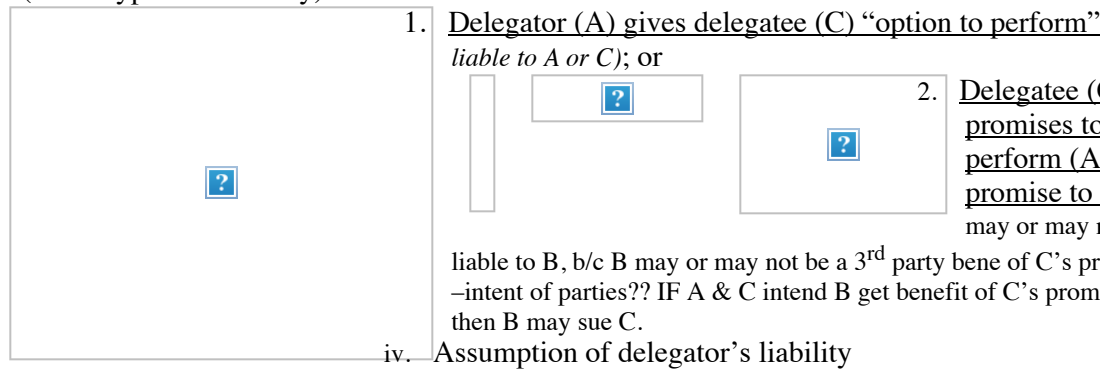 1. Delegator (A) gives delegatee (C) “option to perform”
liable to A or C); or
2. Delegatee (
promises to
perform (A
promise to
may or may
liable to B, b/c B may or may not be a 3rd party bene of C’s
–intent of parties?? IF A & C intend B get benefit of C’s prom
then B may sue C.
iv. Assumption of delegator’s liability